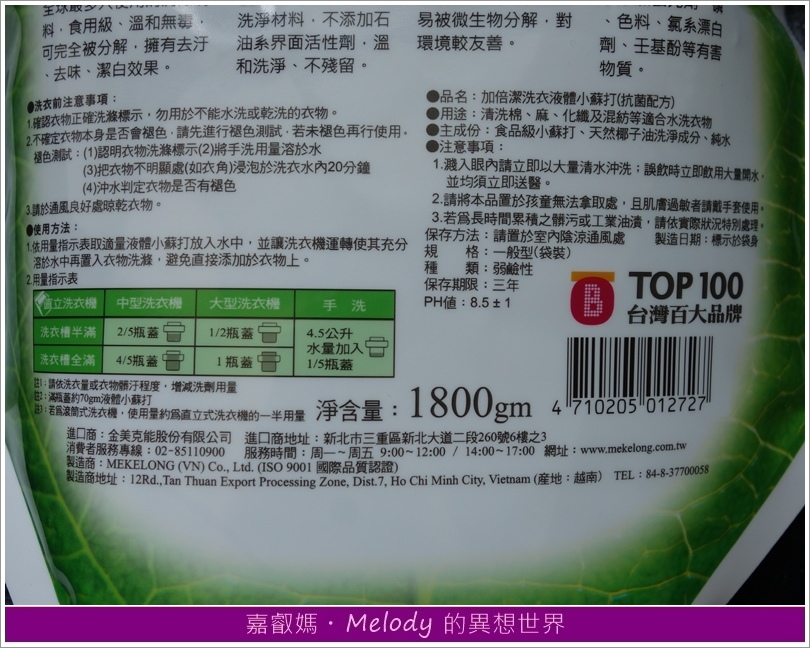 料，食用級、溫和無毒，
可完全被分解，擁有去汙
、去味、潔白效果。
洗淨材料，不添加石
油系界面活性劑，溫
和洗淨、不殘留。
易被微生物分解，對
環境較友善。
、色料、氯系漂白
劑、壬基酚等有害
物質。
●洗衣前注意事項：
1.確認衣物正確洗滌標示，勿用於不能水洗或乾洗的衣物。
2.不確定衣物本身是否會褪色，請先進行褪色測試，若未褪色再行使用。
褪色測試：(1)認明衣物洗滌標示(2)將手洗用量溶於水
(3)把衣物不明顯處(如衣角)浸泡於洗衣水內20分鐘
(4)沖水判定衣物是否有褪色
3.請於通風良好處晾乾衣物。
●使用方法：
1.依用量指示表取適量液體小蘇打放入水中，並讓洗衣機運轉使其充分
溶於水中再置入衣物洗滌，避免直接添加於衣物上。
2.用量指示表
直立洗衣機 中型洗衣機 大型洗衣機 手 洗
洗衣槽半滿 2/5瓶蓋 1/2瓶蓋 4.5公升
水量加入
1/5瓶蓋
洗衣槽全滿 4/5瓶蓋 1 瓶蓋
註1：請依洗衣量或衣物髒汙程度，增減洗劑用量
註2：滿瓶蓋約70gm液體小蘇打
註3：若為滾筒式洗衣機，使用量約為直立式洗衣機的一半用量
●品名：加倍潔洗衣液體小蘇打(抗菌配方)
●用途：清洗棉、麻、化纖及混紡等適合水洗衣物
●主成份：食品級小蘇打、天然椰子油洗淨成分、純水
●注意事項：
1.濺入眼內請立即以大量清水沖洗；誤飲時立即飲用大量開水，
並均須立即送醫。
2.請將本品置於孩童無法拿取處，且肌膚過敏者請戴手套使用。
3.若為長時間累積之髒污或工業油漬，請依實際狀況特別處理。
保存方法：請置於室內陰涼通風處 製造日期：標示於袋身
規 格：一般型(袋裝)
種 類：弱鹼性
保存期限：三年
PH值：8.5±1
B
TOP 100
台灣百大品牌
淨含量：1800gm
4 710205 012727
進口商：金美克能股份有限公司 進口商地址：新北市三重區新北大道二段260號6樓之3
消費者服務專線：02-85110900 服務時間：周一~周五 9:00~12:00 / 14:00~17:00 網址：www.mekelong.com.tw
製造商：MEKELONG (VN) Co., Ltd. (ISO 9001 國際品質認證)
製造商地址：12Rd.,Tan Thuan Export Processing Zone, Dist.7, Ho Chi Minh City, Vietnam (產地：越南) TEL：84-8-37700058
嘉叡媽・Melody 的異想世界